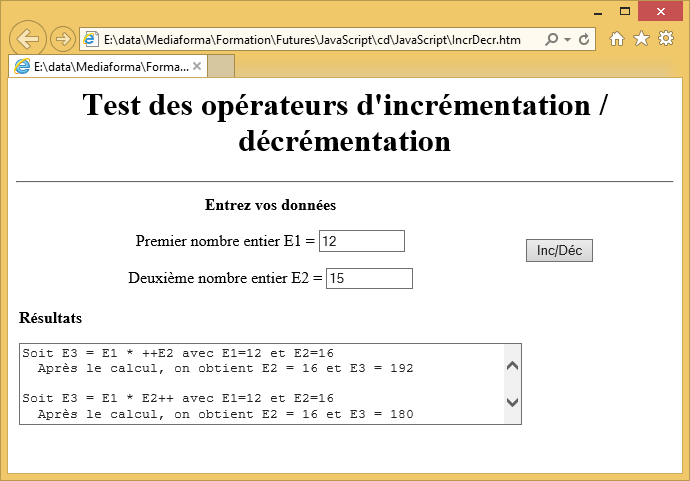 E:\data\Mediaforma\Formation\Futures\JavaScript\cd\JavaScript\IncrDecr.htm
E:\data\Mediaforma\Forma...
Test des opérateurs d'incrémentation /
décrémentation
Entrez vos données
Premier nombre entier E1 = 12
Inc/Déc
Deuxième nombre entier E2 = 15
Résultats
Soit E3 = E1 * ++E2 avec E1=12 et E2=16
Après le calcul, on obtient E2 = 16 et E3 = 192
Soit E3 = E1 * E2++ avec E1=12 et E2=16
Après le calcul, on obtient E2 = 16 et E3 = 180